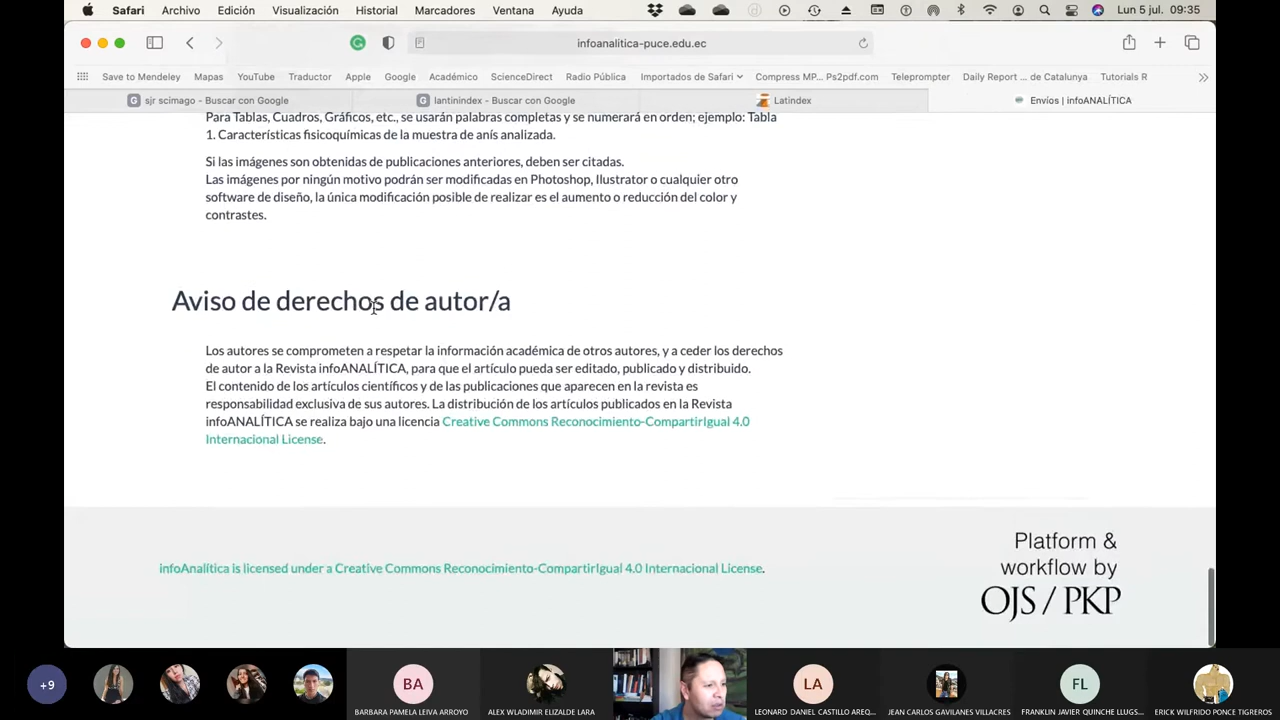 Safari Archivo Edición Visualización Historial Marcadores Ventana Ayuda Lun 5 jul. 09:35
infoanalitica-puce.edu.ec
Save to Mendeley Mapas YouTube Traductor Apple Google Académico ScienceDirect Radio Pública Importados de Safari Compress MP... Ps2pdf.com Teleprompter Daily Report ... de Catalunya Tutorials R
sjr scimago - Buscar con Google lantinindex - Buscar con Google Latindex Envíos | infoANALÍTICA
Para Tablas, Cuadros, Gráficos, etc., se usarán palabras completas y se numerará en orden; ejemplo: Tabla
1. Características fisicoquímicas de la muestra de anís analizada.
Si las imágenes son obtenidas de publicaciones anteriores, deben ser citadas.
Las imágenes por ningún motivo podrán ser modificadas en Photoshop, Ilustrator o cualquier otro
software de diseño, la única modificación posible de realizar es el aumento o reducción del color y
contrastes.
Aviso de derechos de autor/a
Los autores se comprometen a respetar la información académica de otros autores, y a ceder los derechos
de autor a la Revista infoANALÍTICA, para que el artículo pueda ser editado, publicado y distribuido.
El contenido de los artículos científicos y de las publicaciones que aparecen en la revista es
responsabilidad exclusiva de sus autores. La distribución de los artículos publicados en la Revista
infoANALÍTICA se realiza bajo una licencia Creative Commons Reconocimiento-CompartirIgual 4.0
Internacional License.
infoAnalítica is licensed under a Creative Commons Reconocimiento-CompartirIgual 4.0 Internacional License.
Platform &
workflow by
OJS / PKP
+9
BA
LA
FL
BARBARA PAMELA LEIVA ARROYO ALEX WLADIMIR ELIZALDE LARA LEONARD DANIEL CASTILLO AREQ... JEAN CARLOS GAVILANES VILLACRES FRANKLIN JAVIER QUINCHE LLUGS... ERICK WILFRIDO PONCE TIGREROS